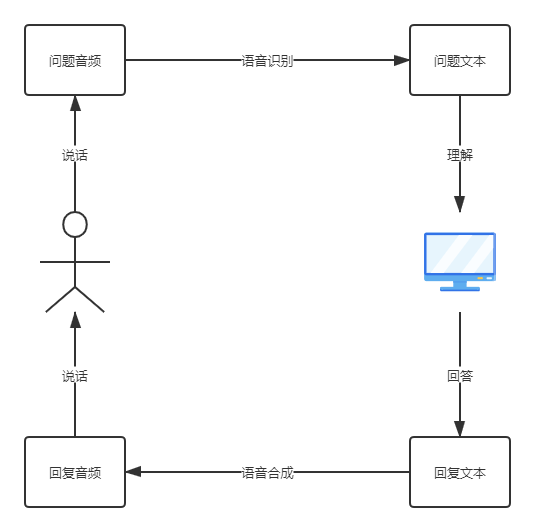 问题音频
语音识别
问题文本
说话
理解
说话
回答
回复音频
语音合成
回复文本